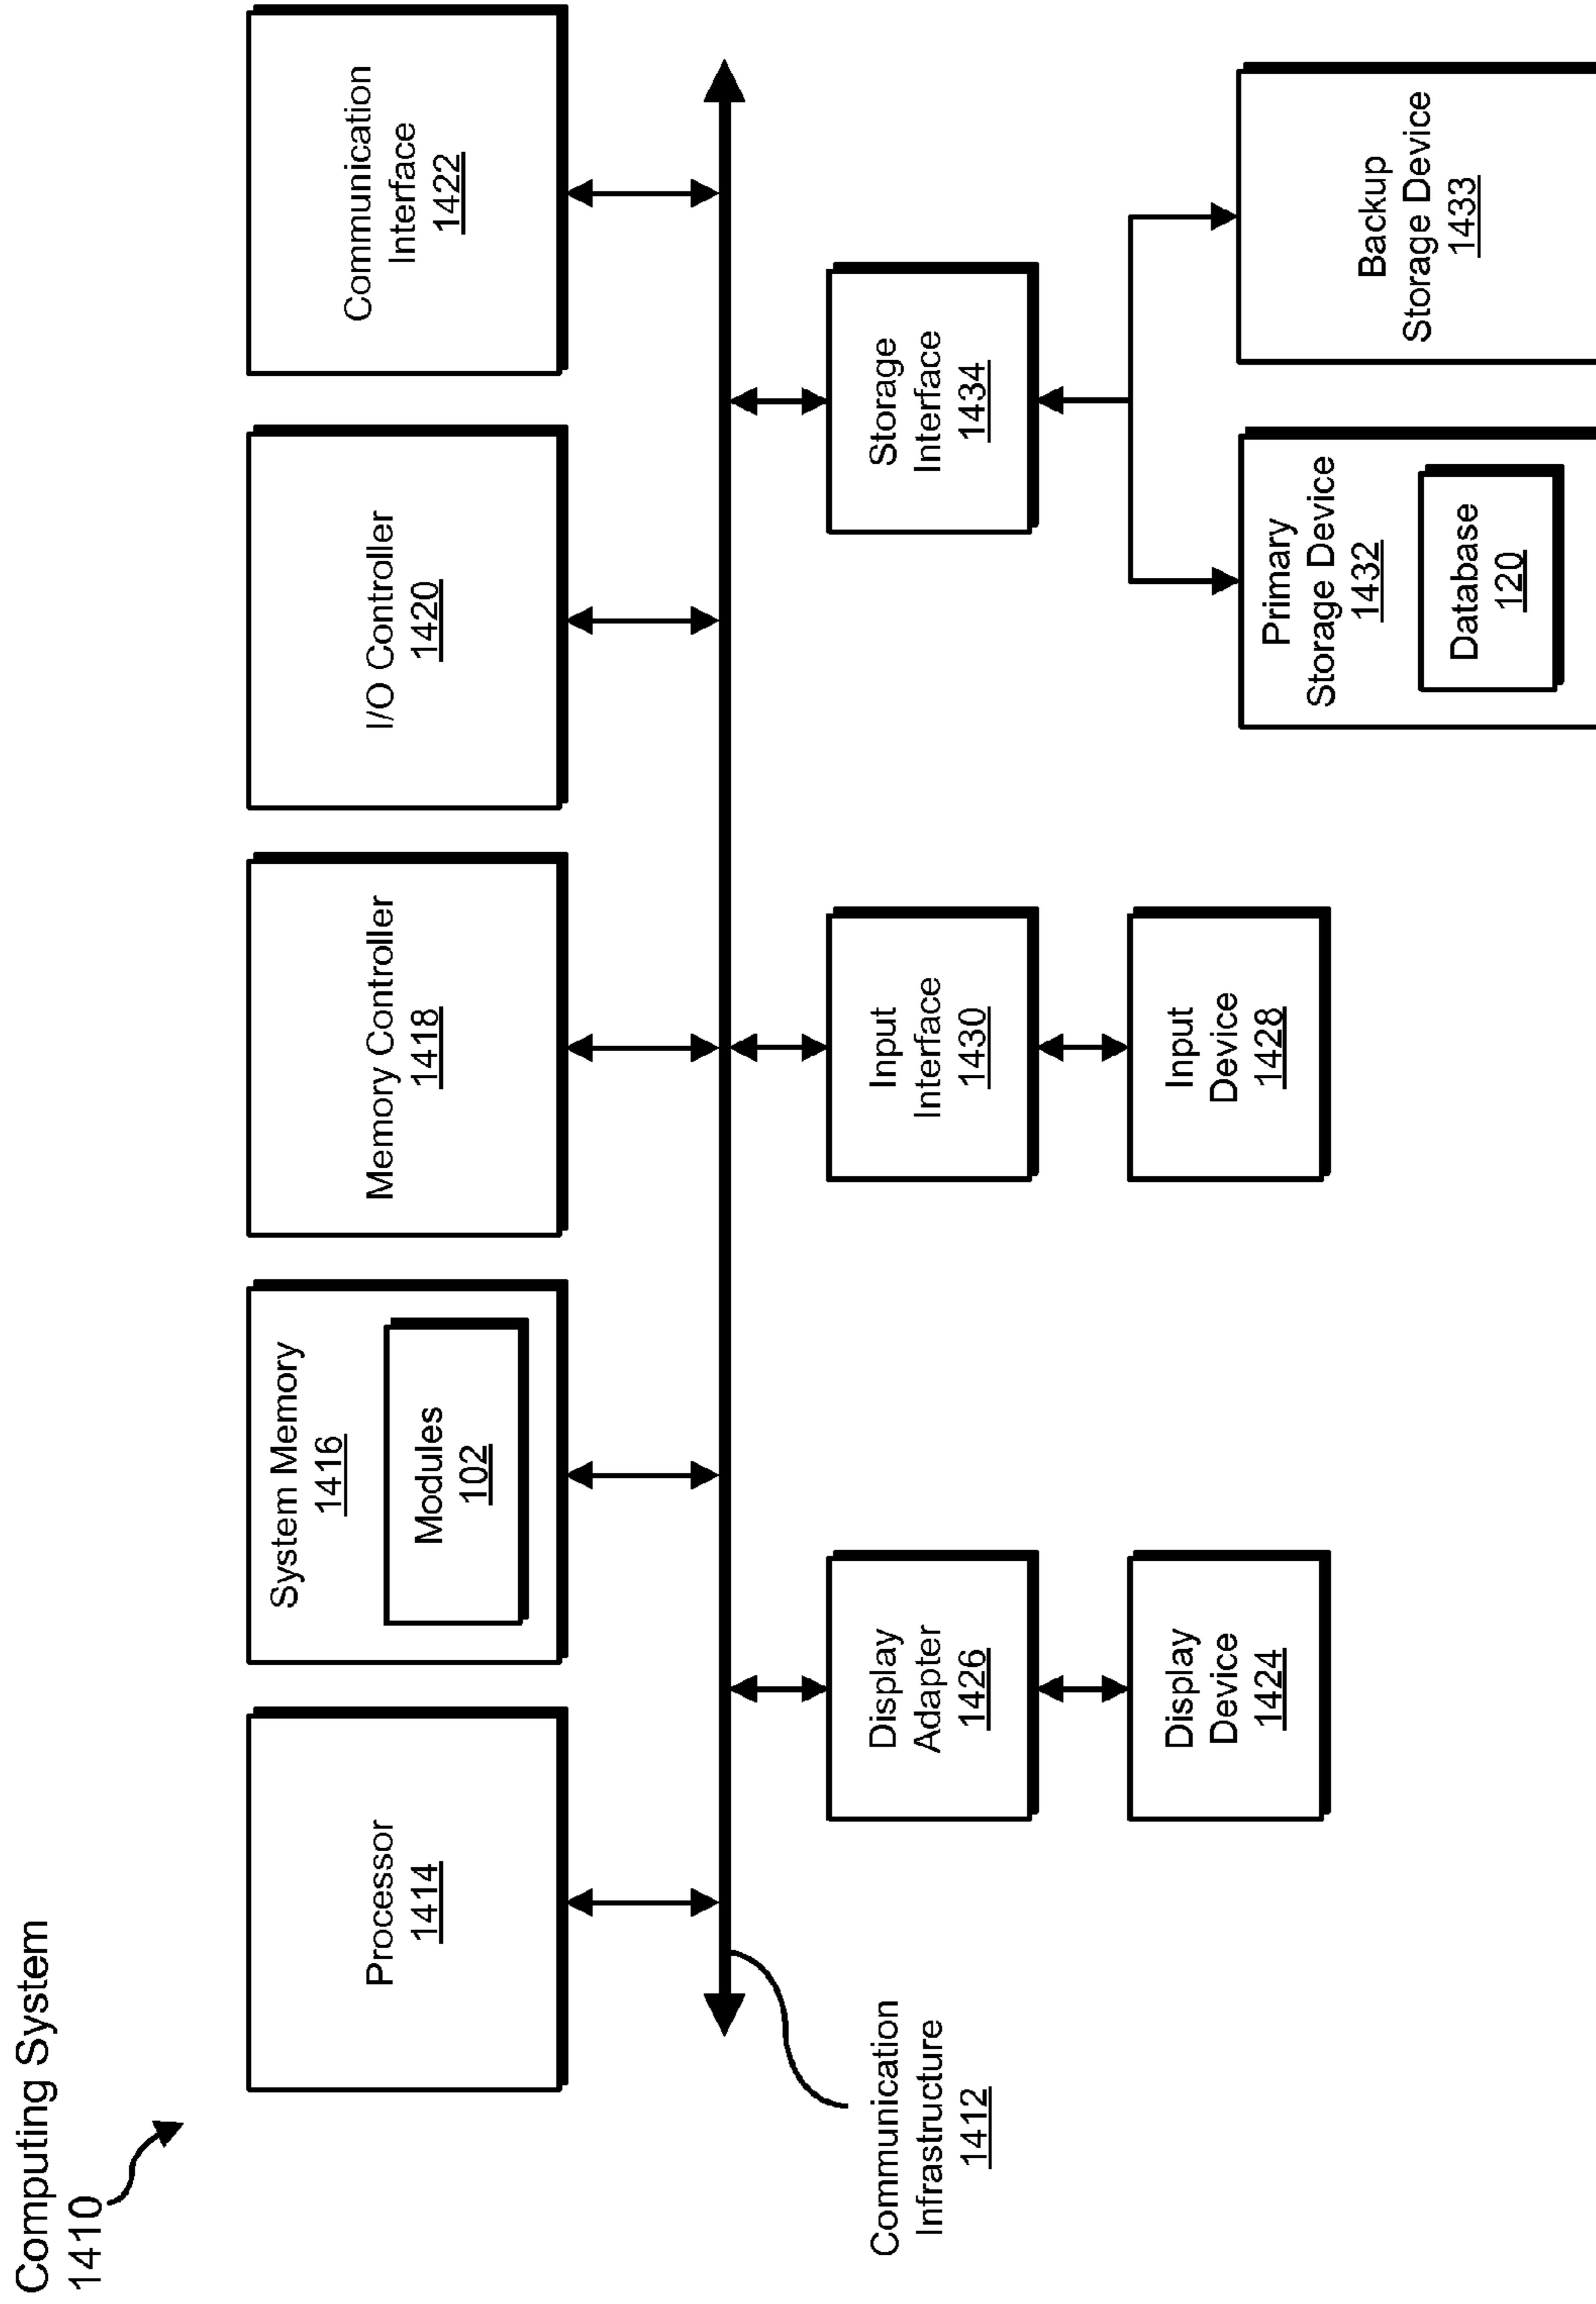 Computing System
1410
Processor
1414
System Memory
1416
Modules
102
Memory Controller
1418
I/O Controller
1420
Communication
Interface
1422
Communication
Infrastructure
1412
Display
Adapter
1426
Input
Interface
1430
Storage
Interface
1434
Display
Device
1424
Input
Device
1428
Primary
Storage Device
1432
Database
120
Backup
Storage Device
1433